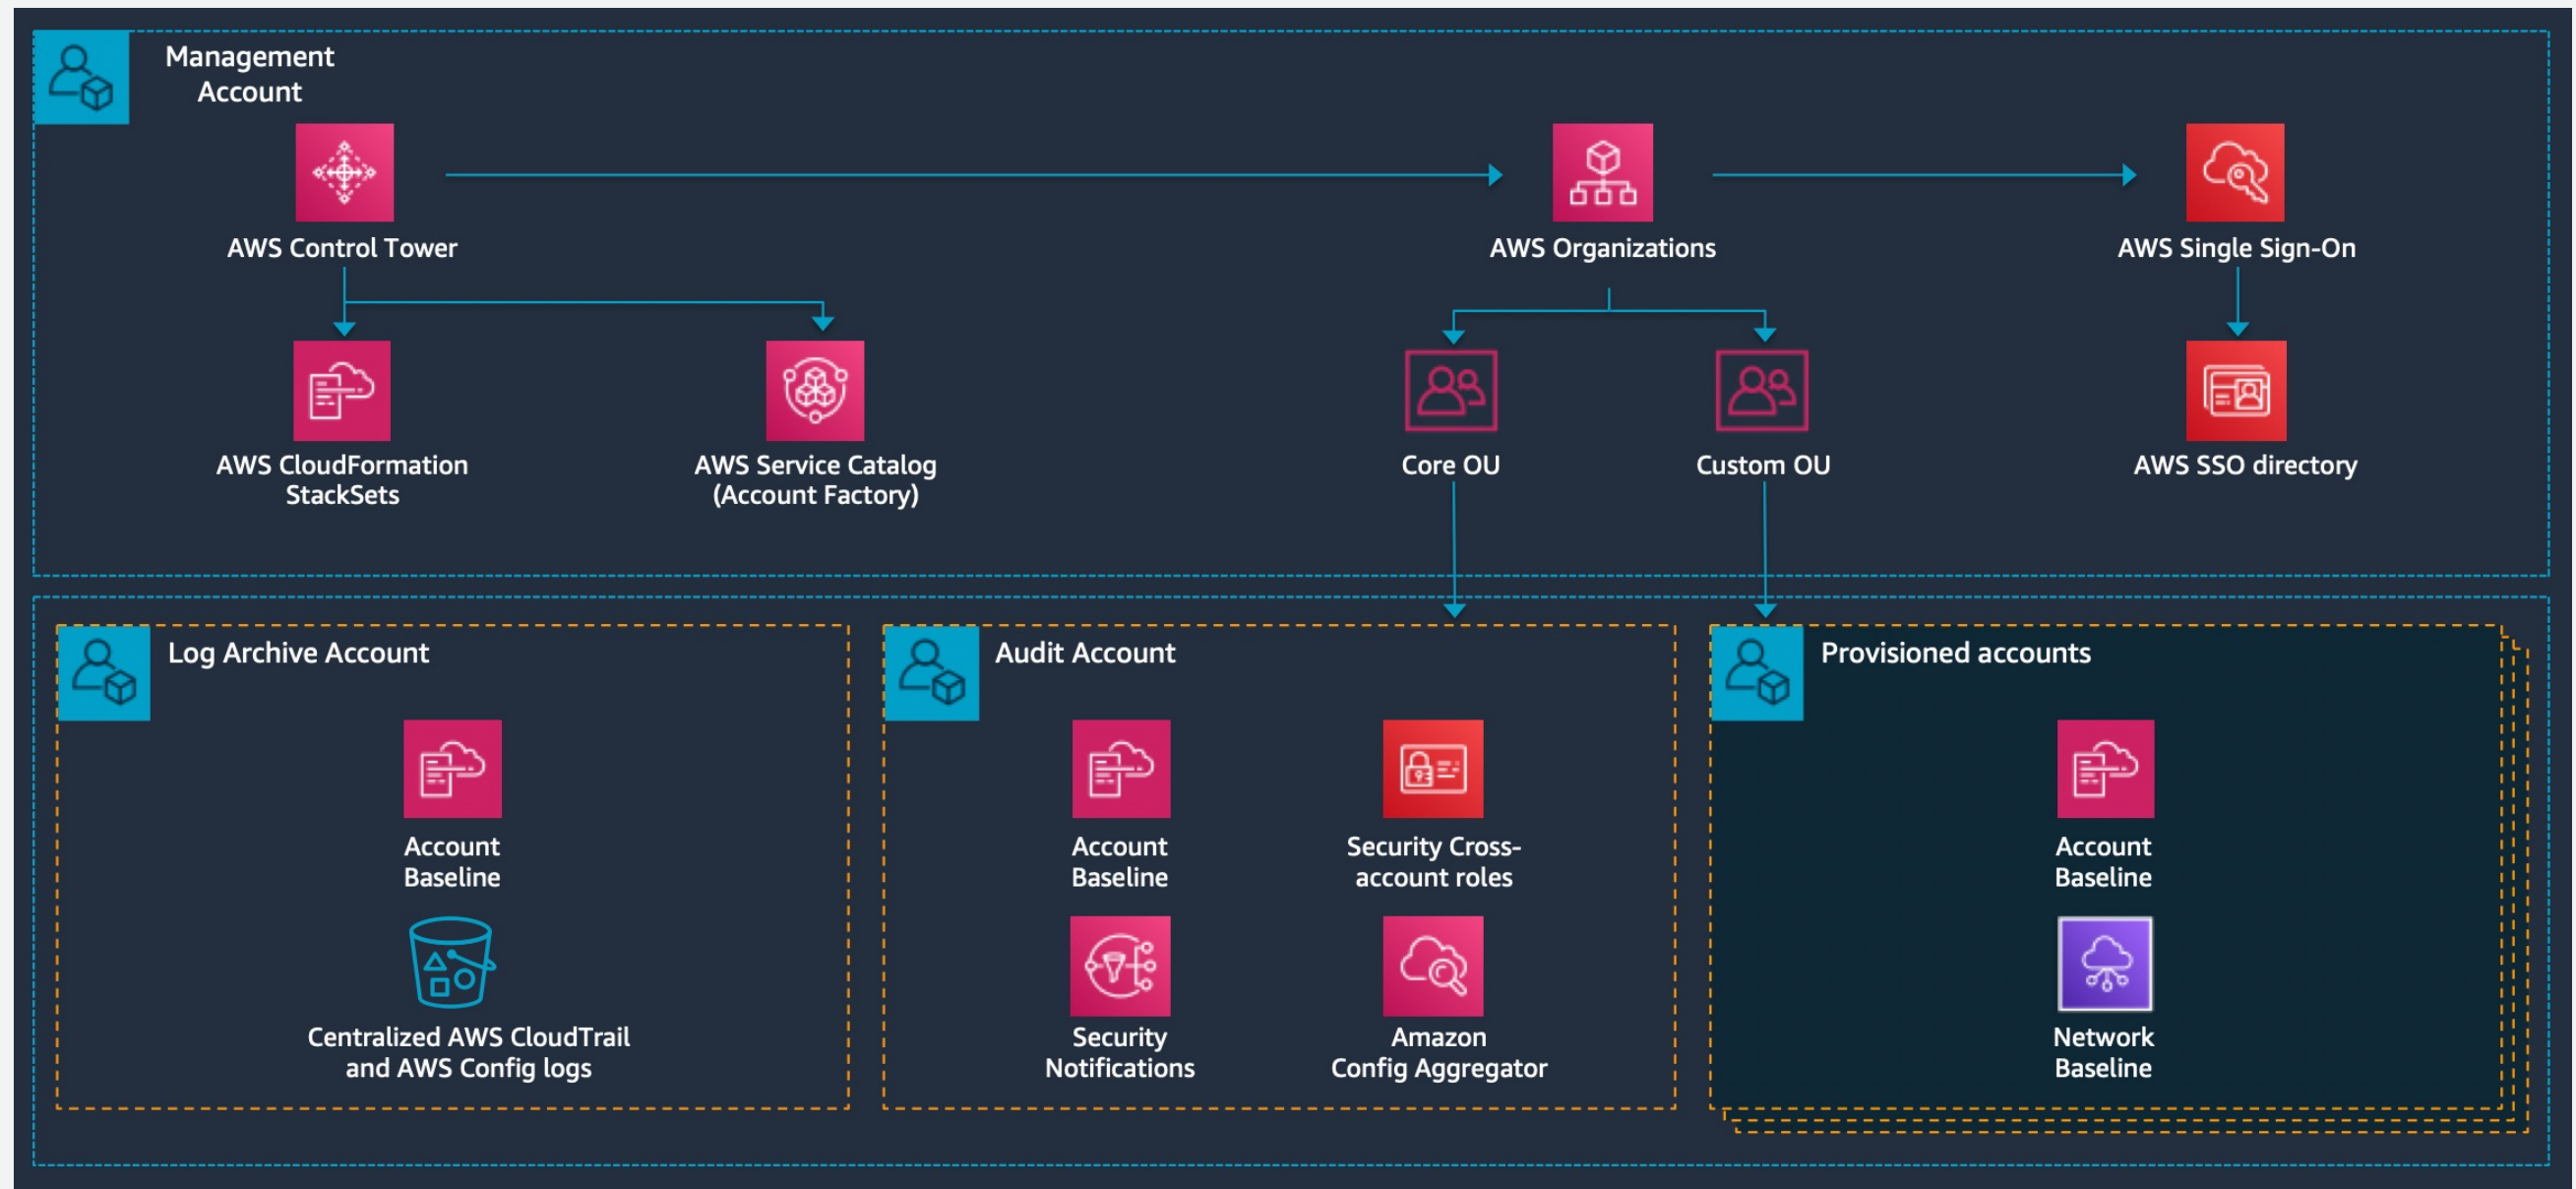 Management
Account
AWS Control Tower
AWS Organizations
AWS Single Sign-On
AWS CloudFormation
StackSets
AWS Service Catalog
(Account Factory)
Core OU
Custom OU
AWS SSO directory
Log Archive Account
Account
Baseline
Centralized AWS CloudTrail
and AWS Config logs
Audit Account
Account
Baseline
Security Cross-
account roles
Security
Notifications
Amazon
Config Aggregator
Provisioned accounts
Account
Baseline
Network
Baseline